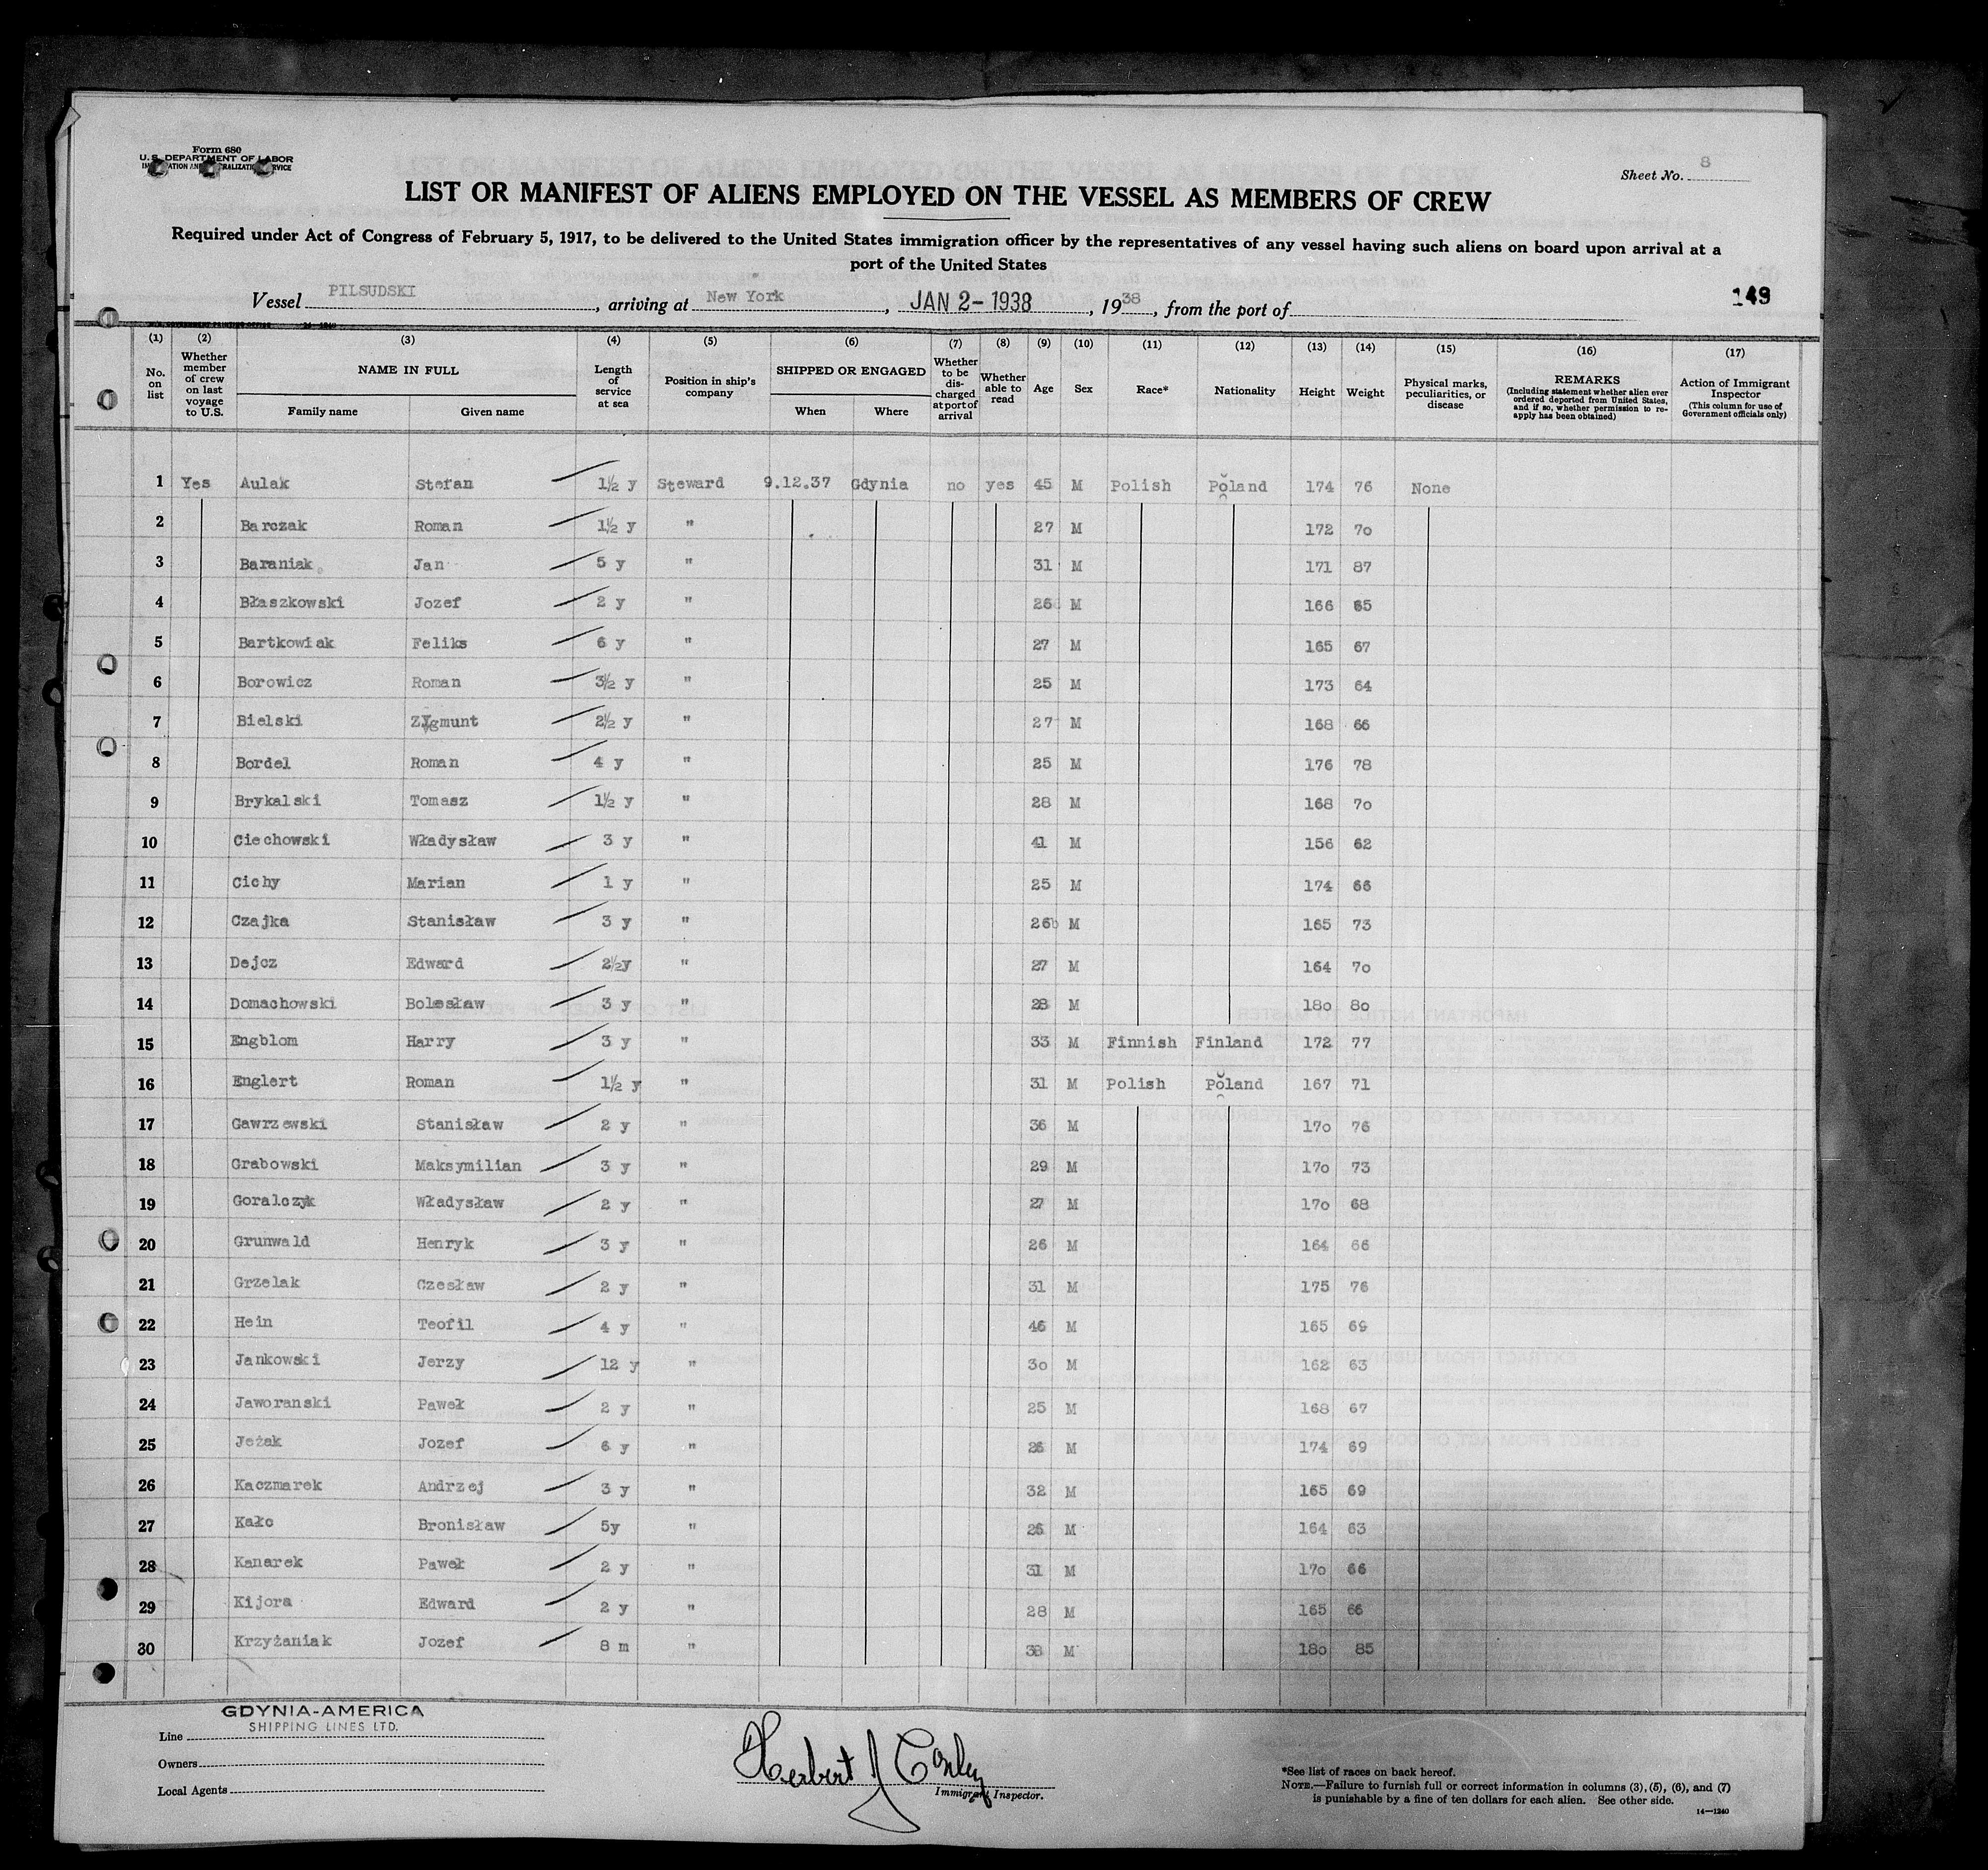 Form 680
U. S. DEPARTMENT OF LABOR
Sheet No. 8
LIST OR MANIFEST OF ALIENS EMPLOYED ON THE VESSEL AS MEMBERS OF CREW
Required under Act of Congress of February 5, 1917, to be delivered to the United States immigration officer by the representatives of any vessel having such aliens on board upon arrival at a
port of the United States
Vessel PILSUDSKI, arriving at New York, JAN 2-1938, 1938, from the port of
149
(1) No. on list
(2) Whether member of crew on last voyage to U.S.
(3) NAME IN FULL Family name Given name
(4) Length of service at sea
(5) Position in ship's company
(6) SHIPPED OR ENGAGED When Where
(7) Whether to be discharged at port of arrival
(8) Whether able to read
(9) Age
(10) Sex
(11) Race*
(12) Nationality
(13) Height
(14) Weight
(15) Physical marks, peculiarities, or disease
(16) REMARKS (Including statement whether alien ever ordered deported from United States, and if so, whether permission to reapply has been obtained)
(17) Action of Immigrant Inspector (This column for use of Government officials only)
1 Yes Aulak Stefan 1½ y Steward 9.12.37 Gdynia no yes 45 M Polish Poland 174 76 None
2 Barczak Roman 1½ y " 27 M 172 70
3 Baraniak Jan 5 y " 31 M 171 87
4 Błaszkowski Jozef 2 y " 26 M 166 65
5 Bartkowiak Feliks 6 y " 27 M 165 67
6 Borowicz Roman 3½ y " 25 M 173 64
7 Bielski Zygmunt 2½ y " 27 M 168 66
8 Bordel Roman 4 y " 25 M 176 78
9 Brykalski Tomasz 1½ y " 28 M 168 70
10 Ciechowski Władysław 3 y " 41 M 156 62
11 Cichy Marian 1 y " 25 M 174 66
12 Czajka Stanisław 3 y " 26 M 165 73
13 Dejcz Edward 2½y " 27 M 164 70
14 Domachowski Bolesław 3 y " 28 M 180 80
15 Engblom Harry 3 y " 33 M Finnish Finland 172 77
16 Englert Roman 1½ y " 31 M Polish Poland 167 71
17 Gawrzewski Stanisław 2 y " 36 M 170 76
18 Grabowski Maksymilian 3 y " 29 M 170 73
19 Goralczyk Władysław 2 y " 27 M 170 68
20 Grunwald Henryk 3 y " 26 M 164 66
21 Grzelak Czesław 2 y " 31 M 175 76
22 Hein Teofil 4 y " 46 M 165 69
23 Jankowski Jerzy 12 y " 30 M 162 63
24 Jaworanski Paweł 2 y " 25 M 168 67
25 Jeżak Jozef 6 y " 26 M 174 69
26 Kaczmarek Andrzej 3 y " 32 M 165 69
27 Kałc Bronisław 5y " 26 M 164 63
28 Kanarek Paweł 2 y " 31 M 170 66
29 Kijora Edward 2 y " 28 M 165 66
30 Krzyżaniak Jozef 8 m " 38 M 180 85
GDYNIA-AMERICA
SHIPPING LINES LTD.
Line
Owners
Local Agents
Herbert J Conley
Immigrant Inspector.
*See list of races on back hereof.
NOTE.—Failure to furnish full or correct information in columns (3), (5), (6), and (7)
is punishable by a fine of ten dollars for each alien. See other side.
14—1240